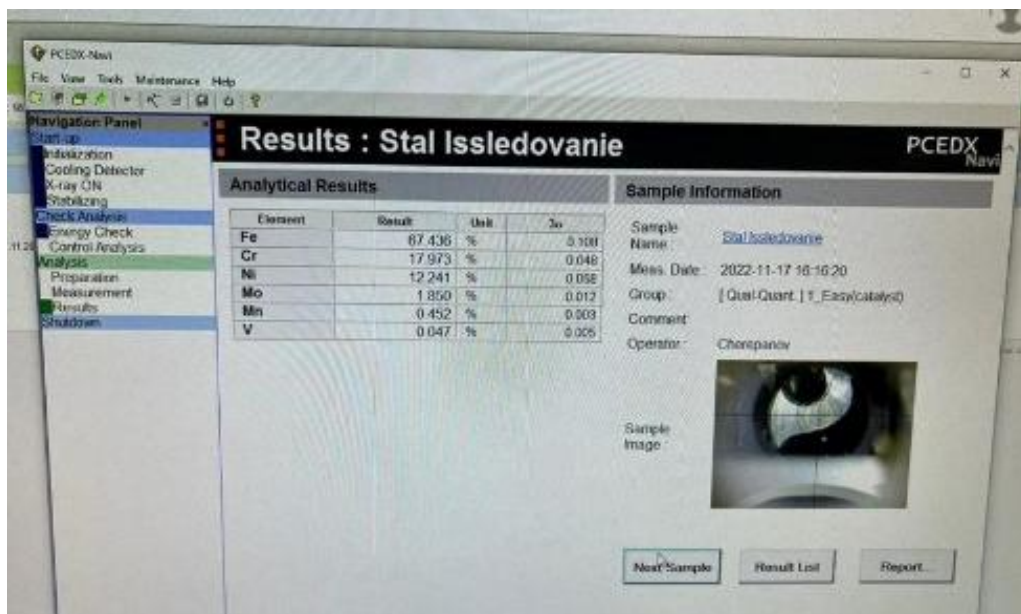 PCEDX-Navi
File View Tools Maintenance Help
Navigation Panel
Start-up
Initialization
Cooling Detector
X-ray ON
Stabilizing
Check Analysis
Energy Check
Control Analysis
Analysis
Preparation
Measurement
Results
Shutdown
Results : Stal Issledovanie
PCEDX
Navi
Analytical Results
Element Result Unit 3σ
Fe 67.436 % 0.108
Cr 17.973 % 0.048
Ni 12.241 % 0.058
Mo 1.850 % 0.012
Mn 0.452 % 0.003
V 0.047 % 0.005
Sample Information
Sample
Name : Stal Issledovanie
Meas. Date : 2022-11-17 16:16:20
Group : [ Qual-Quant. ] 1_Easy(catalyst)
Comment :
Operator : Cherepanov
Sample
Image :
Next Sample Result List Report...